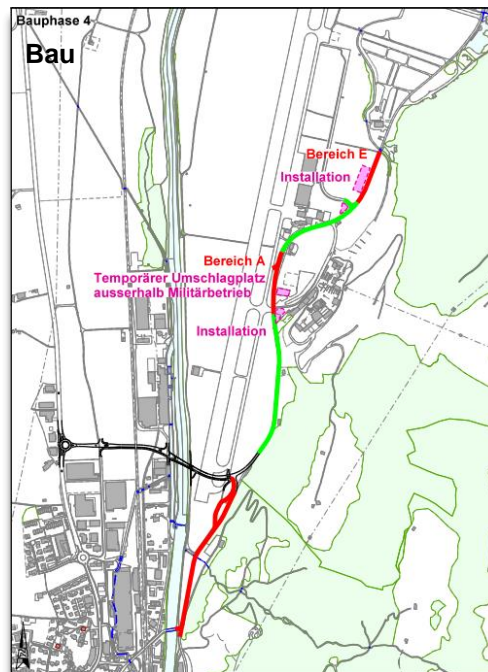 Bauphase 4
Bau
Bereich E
Installation
Bereich A
Temporärer Umschlagplatz
ausserhalb Militärbetrieb
Installation